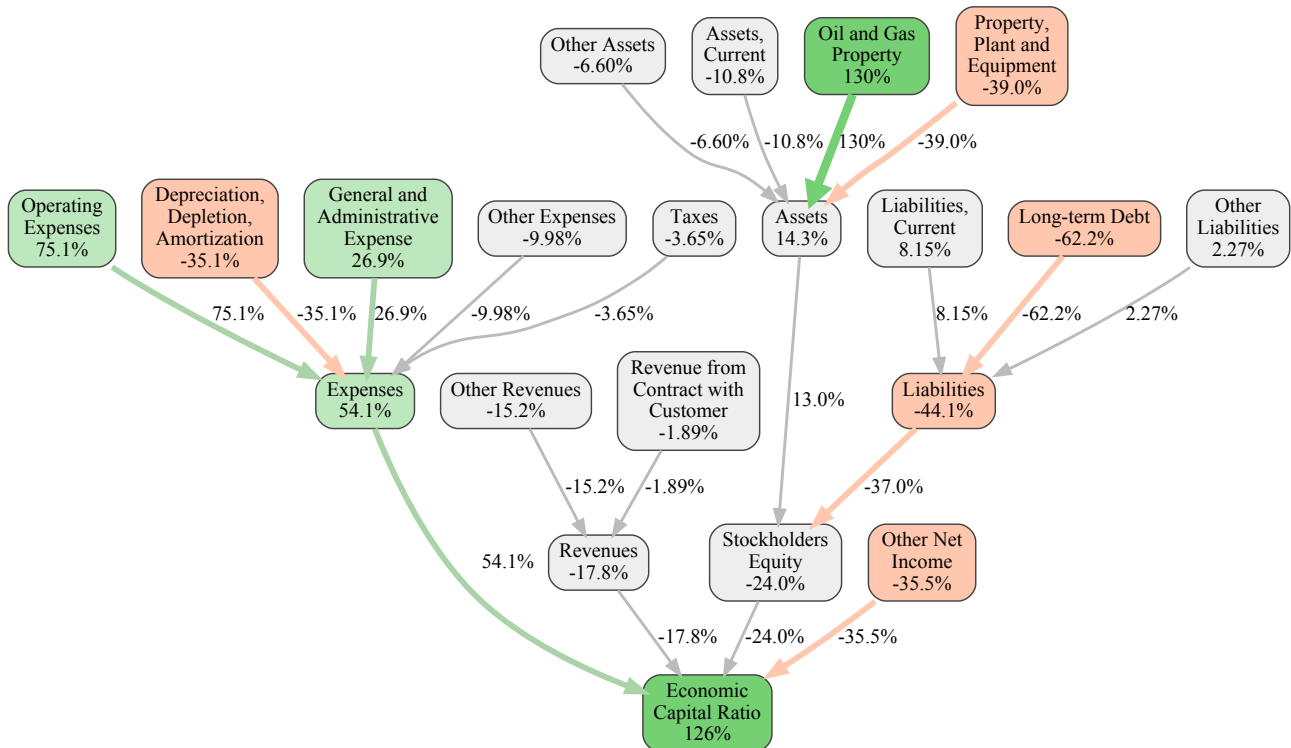 Other Assets
-6.60%
Assets,
Current
-10.8%
Oil and Gas
Property
130%
Property,
Plant and
Equipment
-39.0%
-6.60%
-10.8%
130%
-39.0%
Operating
Expenses
75.1%
Depreciation,
Depletion,
Amortization
-35.1%
General and
Administrative
Expense
26.9%
Other Expenses
-9.98%
Taxes
-3.65%
Assets
14.3%
Liabilities,
Current
8.15%
Long-term Debt
-62.2%
Other
Liabilities
2.27%
75.1%
-35.1%
26.9%
-9.98%
-3.65%
8.15%
-62.2%
2.27%
Expenses
54.1%
Other Revenues
-15.2%
Revenue from
Contract with
Customer
-1.89%
13.0%
Liabilities
-44.1%
-15.2%
-1.89%
-37.0%
54.1%
Revenues
-17.8%
Stockholders
Equity
-24.0%
Other Net
Income
-35.5%
-17.8%
-24.0%
-35.5%
Economic
Capital Ratio
126%